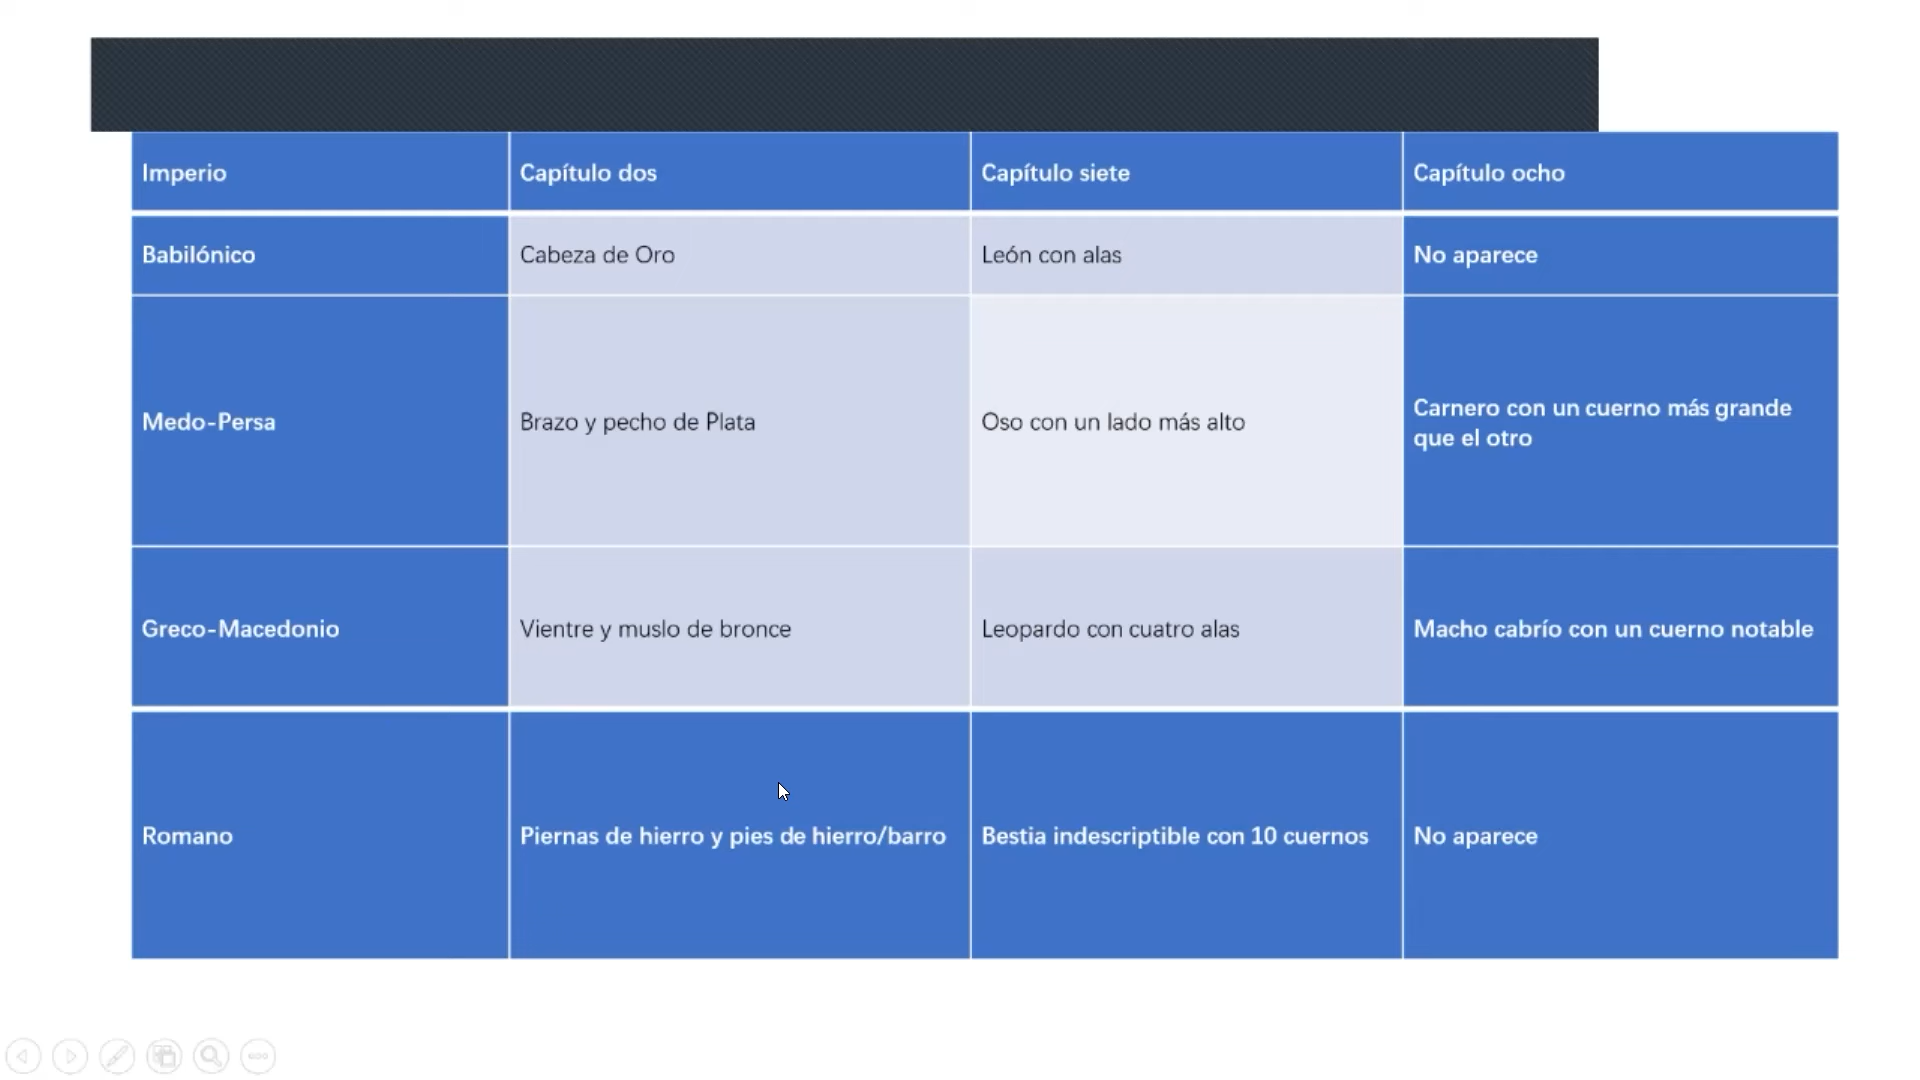 Imperio
Capítulo dos
Capítulo siete
Capítulo ocho
Babilónico
Cabeza de Oro
León con alas
No aparece
Medo-Persa
Brazo y pecho de Plata
Oso con un lado más alto
Carnero con un cuerno más grande
que el otro
Greco-Macedonio
Vientre y muslo de bronce
Leopardo con cuatro alas
Macho cabrío con un cuerno notable
Romano
Piernas de hierro y pies de hierro/barro
Bestia indescriptible con 10 cuernos
No aparece